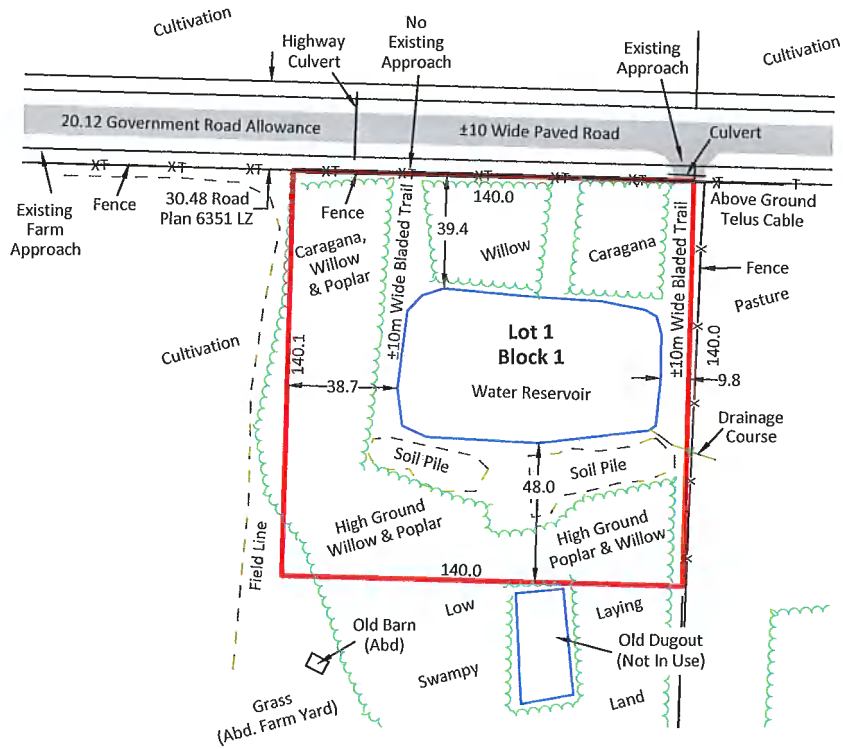 Cultivation
No
Existing
Approach
Highway
Culvert
Existing
Approach
Cultivation
20.12 Government Road Allowance
±10 Wide Paved Road
Culvert
XT
XT
XT
XT
XT
XT
XT
XT
T
Existing
Farm
Approach
Fence
30.48 Road
Plan 6351 LZ
Fence
140.0
Above Ground
Telus Cable
Caragana,
Willow
& Poplar
±10m Wide Bladed Trail
39.4
Willow
Caragana
±10m Wide Bladed Trail
Fence
Pasture
Cultivation
140.1
Lot 1
Block 1
Water Reservoir
140.0
38.7
9.8
Drainage
Course
Soil Pile
Soil Pile
48.0
High Ground
Willow & Poplar
High Ground
Poplar & Willow
Field Line
140.0
Low
Laying
Old Barn
(Abd)
Old Dugout
(Not In Use)
Swampy
Land
Grass
(Abd. Farm Yard)